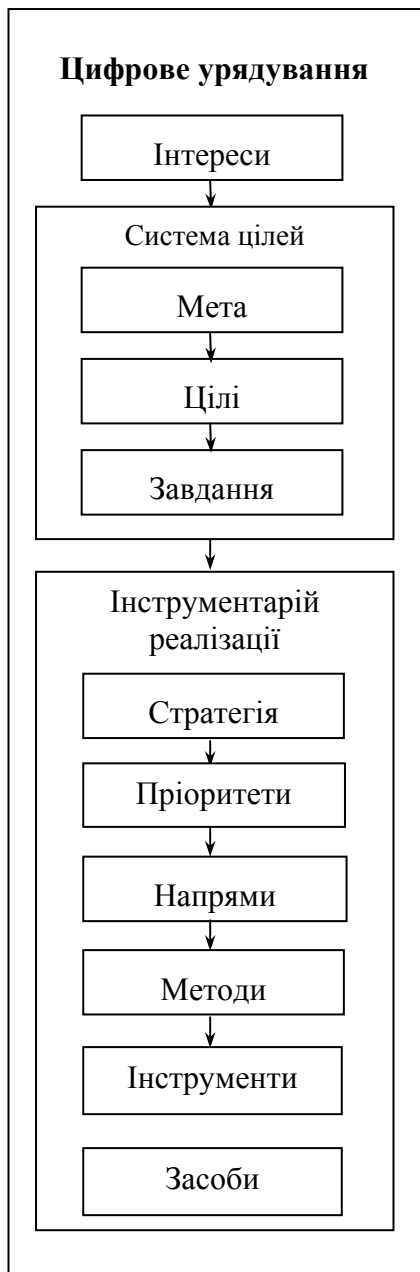 Цифрове урядування
Інтереси
Система цілей
Мета
Цілі
Завдання
Інструментарій
реалізації
Стратегія
Пріоритети
Напрями
Методи
Інструменти
Засоби